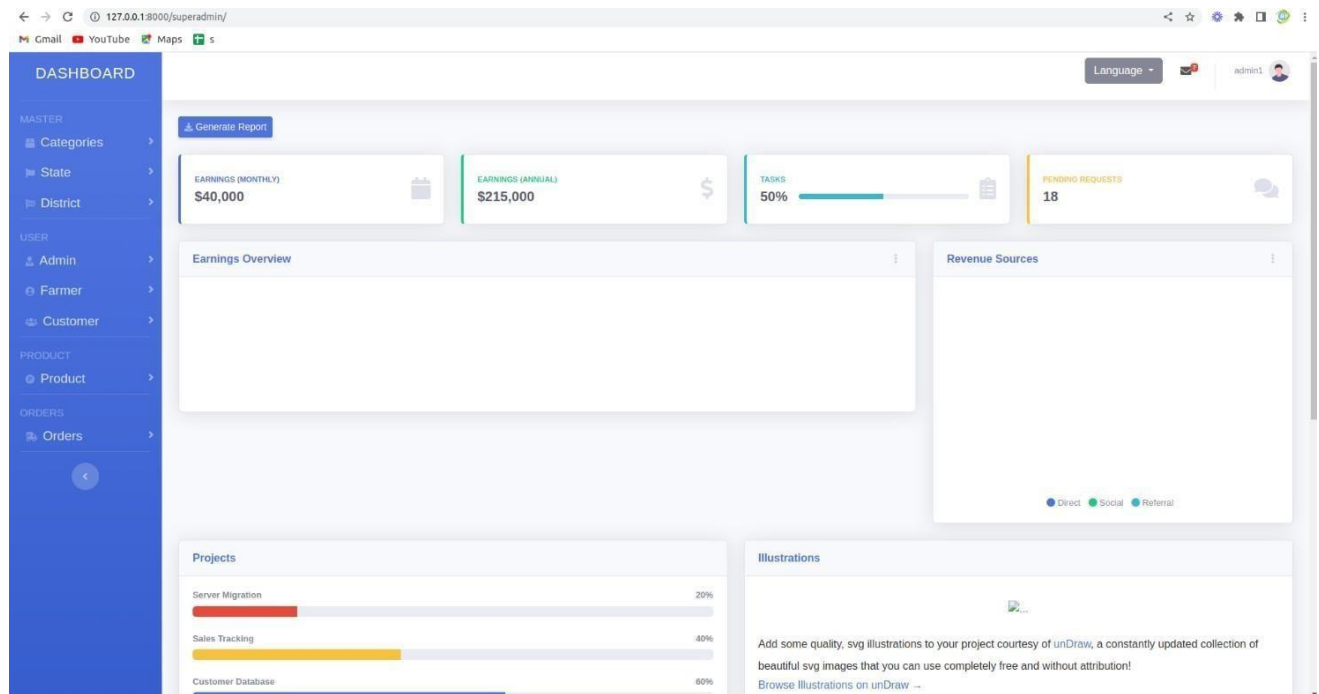 127.0.0.1:8000/superadmin/
Gmail YouTube Maps s
DASHBOARD
Language
7
admin1
MASTER
Categories
State
District
USER
Admin
Farmer
Customer
PRODUCT
Product
ORDERS
Orders
Generate Report
EARNINGS (MONTHLY)
$40,000
EARNINGS (ANNUAL)
$215,000
TASKS
50%
PENDING REQUESTS
18
Earnings Overview
Revenue Sources
Direct Social Referral
Projects
Server Migration 20%
Sales Tracking 40%
Customer Database 60%
Illustrations
...
Add some quality, svg illustrations to your project courtesy of unDraw, a constantly updated collection of
beautiful svg images that you can use completely free and without attribution!
Browse Illustrations on unDraw →